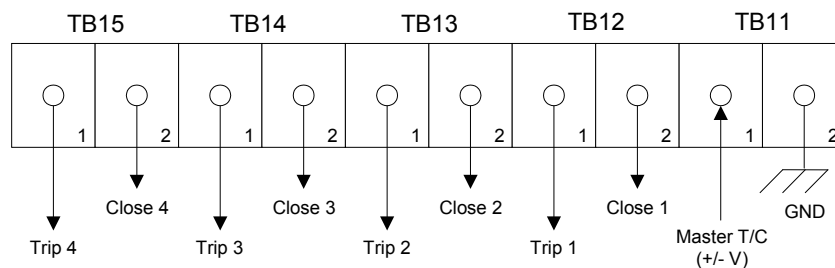 TB15 TB14 TB13 TB12 TB11
1 2 1 2 1 2 1 2 1 2
Close 4 Close 3 Close 2 Close 1 GND
Trip 4 Trip 3 Trip 2 Trip 1 Master T/C
(+/- V)